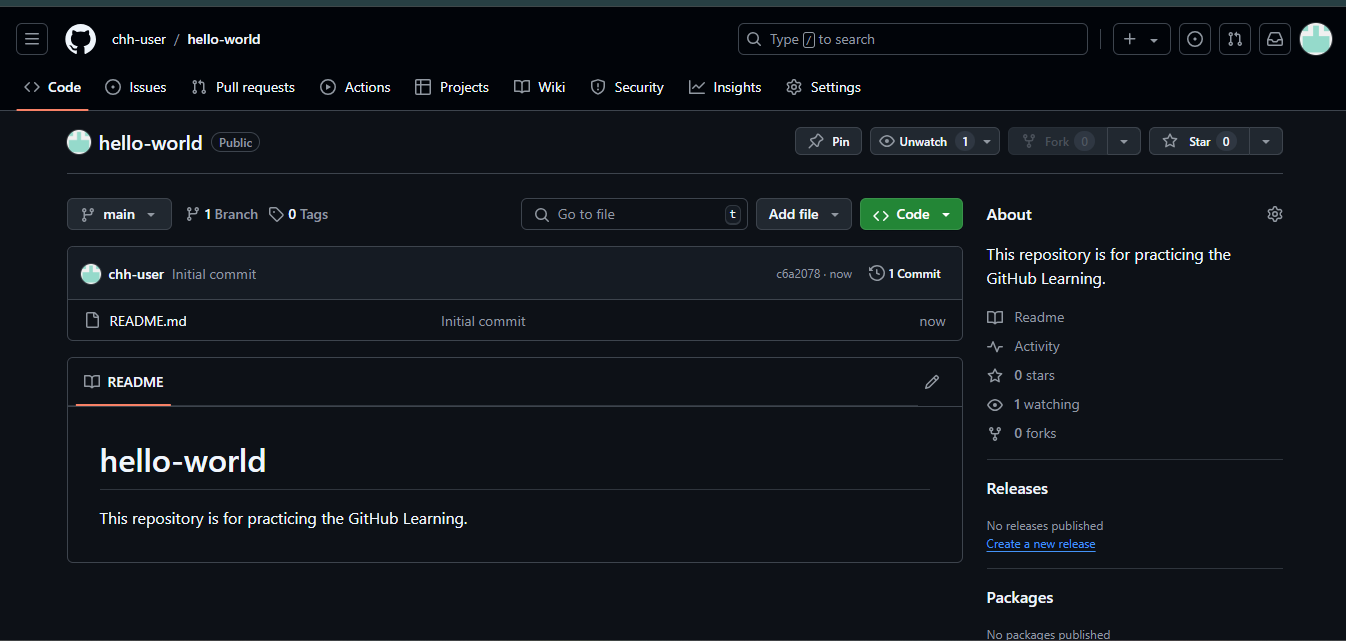 chh-user / hello-world
Type / to search
Code Issues Pull requests Actions Projects Wiki Security Insights Settings
hello-world Public
Pin Unwatch 1 Fork 0 Star 0
main 1 Branch 0 Tags
Go to file t Add file Code
chh-user Initial commit c6a2078 · now 1 Commit
README.md Initial commit now
README
hello-world
This repository is for practicing the GitHub Learning.
About
This repository is for practicing the
GitHub Learning.
Readme
Activity
0 stars
1 watching
0 forks
Releases
No releases published
Create a new release
Packages
No packages published